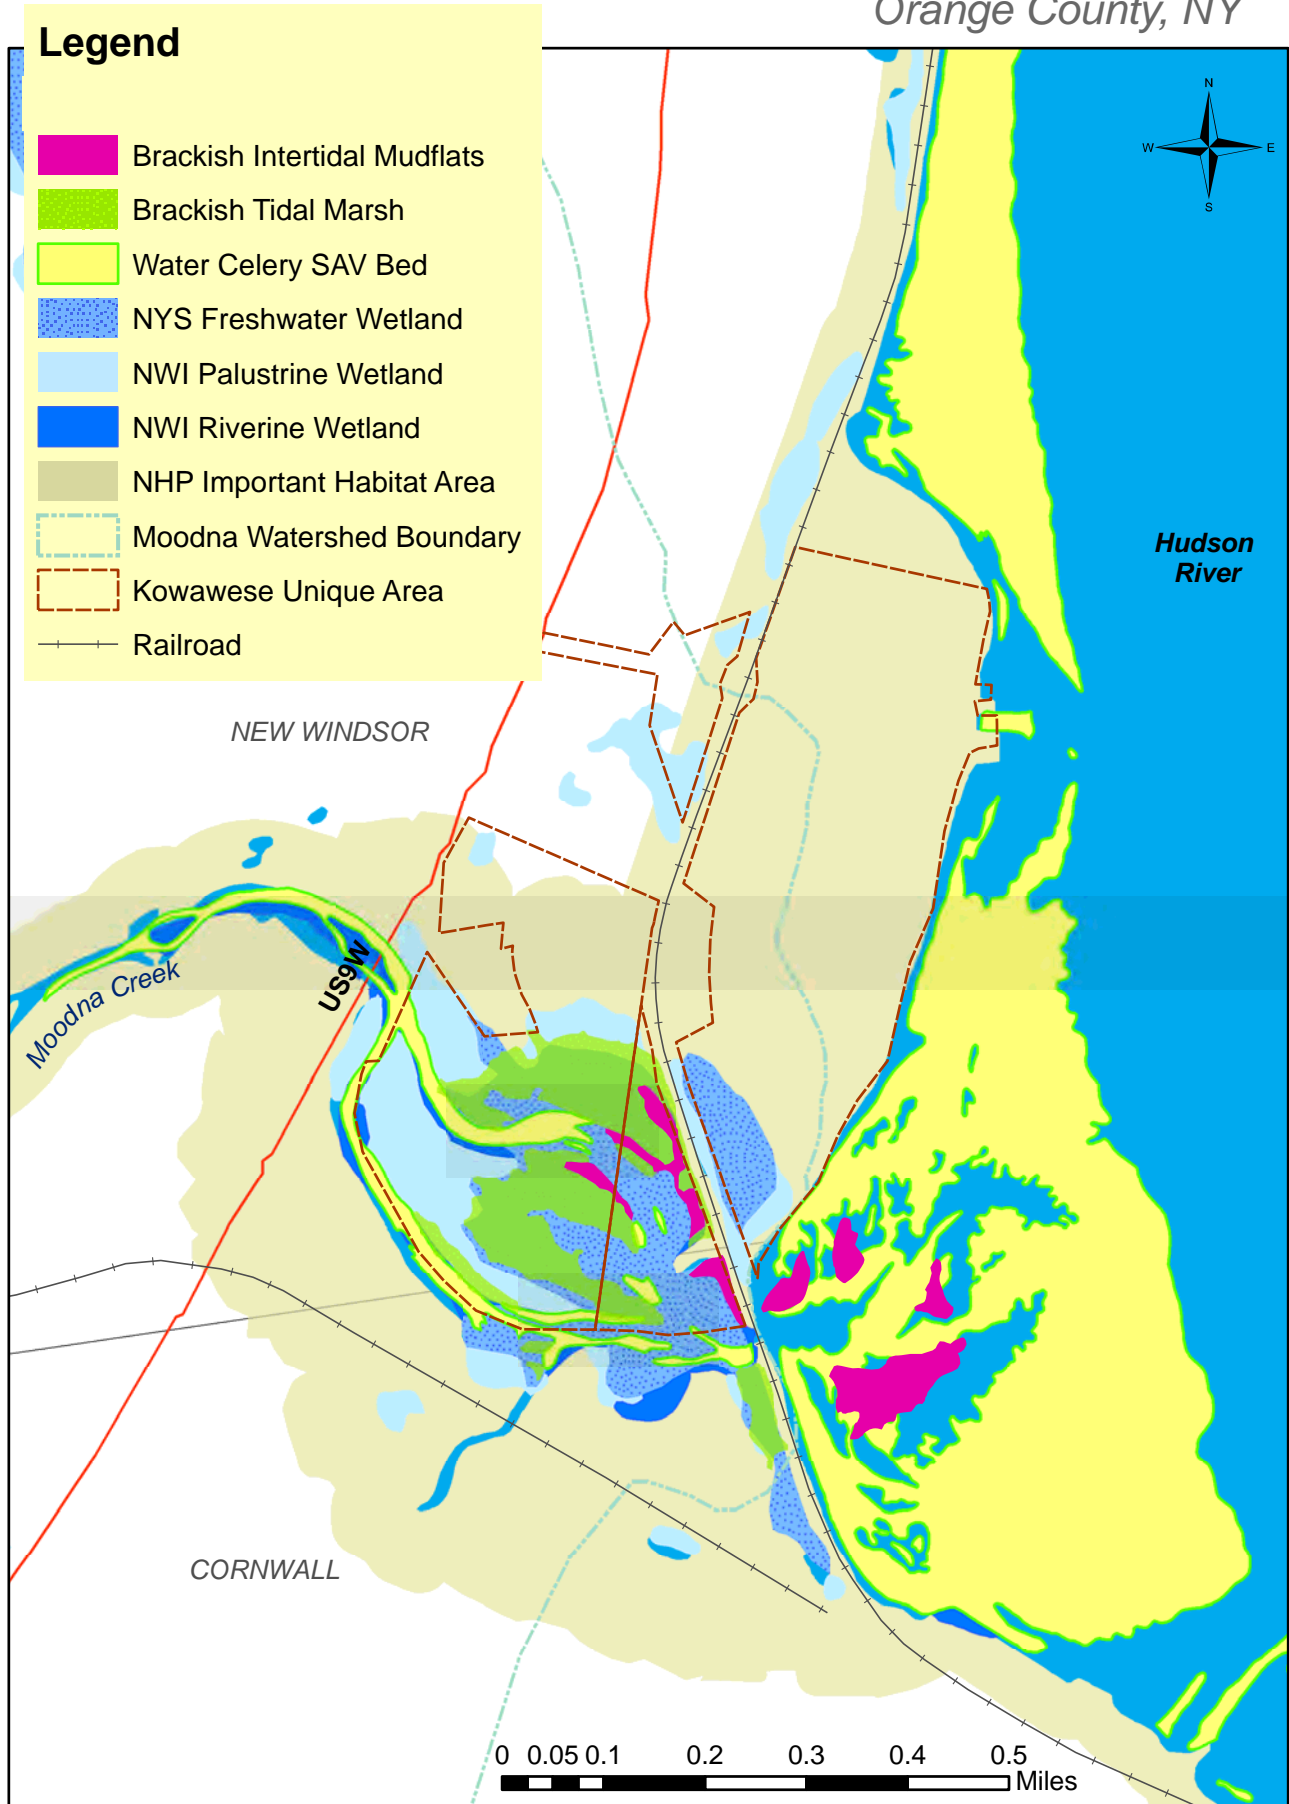 Orange County, NY
Legend
Brackish Intertidal Mudflats
Brackish Tidal Marsh
Water Celery SAV Bed
NYS Freshwater Wetland
NWI Palustrine Wetland
NWI Riverine Wetland
NHP Important Habitat Area
Moodna Watershed Boundary
Kowawese Unique Area
Railroad
N
W
E
S
Hudson
River
NEW WINDSOR
US9W
Moodna Creek
CORNWALL
0 0.05 0.1 0.2 0.3 0.4 0.5
Miles